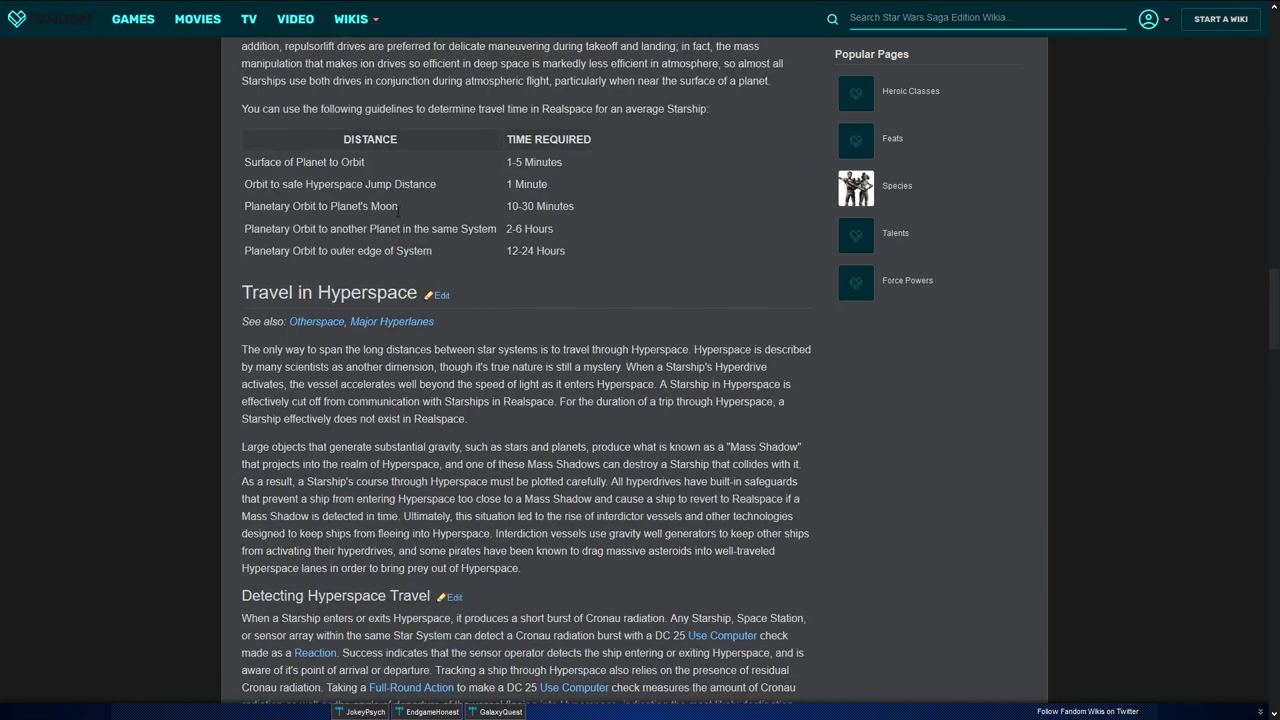 FANDOM GAMES MOVIES TV VIDEO WIKIS Search Star Wars Saga Edition Wikia... START A WIKI
addition, repulsorlift drives are preferred for delicate maneuvering during takeoff and landing; in fact, the mass
manipulation that makes ion drives so efficient in deep space is markedly less efficient in atmosphere, so almost all
Starships use both drives in conjunction during atmospheric flight, particularly when near the surface of a planet.
You can use the following guidelines to determine travel time in Realspace for an average Starship:
DISTANCE TIME REQUIRED
Surface of Planet to Orbit 1-5 Minutes
Orbit to safe Hyperspace Jump Distance 1 Minute
Planetary Orbit to Planet's Moon 10-30 Minutes
Planetary Orbit to another Planet in the same System 2-6 Hours
Planetary Orbit to outer edge of System 12-24 Hours
Travel in Hyperspace Edit
See also: Otherspace, Major Hyperlanes
The only way to span the long distances between star systems is to travel through Hyperspace. Hyperspace is described
by many scientists as another dimension, though it's true nature is still a mystery. When a Starship's Hyperdrive
activates, the vessel accelerates well beyond the speed of light as it enters Hyperspace. A Starship in Hyperspace is
effectively cut off from communication with Starships in Realspace. For the duration of a trip through Hyperspace, a
Starship effectively does not exist in Realspace.
Large objects that generate substantial gravity, such as stars and planets, produce what is known as a "Mass Shadow"
that projects into the realm of Hyperspace, and one of these Mass Shadows can destroy a Starship that collides with it.
As a result, a Starship's course through Hyperspace must be plotted carefully. All hyperdrives have built-in safeguards
that prevent a ship from entering Hyperspace too close to a Mass Shadow and cause a ship to revert to Realspace if a
Mass Shadow is detected in time. Ultimately, this situation led to the rise of interdictor vessels and other technologies
designed to keep ships from fleeing into Hyperspace. Interdiction vessels use gravity well generators to keep other ships
from activating their hyperdrives, and some pirates have been known to drag massive asteroids into well-traveled
Hyperspace lanes in order to bring prey out of Hyperspace.
Detecting Hyperspace Travel Edit
When a Starship enters or exits Hyperspace, it produces a short burst of Cronau radiation. Any Starship, Space Station,
or sensor array within the same Star System can detect a Cronau radiation burst with a DC 25 Use Computer check
made as a Reaction. Success indicates that the sensor operator detects the ship entering or exiting Hyperspace, and is
aware of it's point of arrival or departure. Tracking a ship through Hyperspace also relies on the presence of residual
Cronau radiation. Taking a Full-Round Action to make a DC 25 Use Computer check measures the amount of Cronau
Popular Pages
Heroic Classes
Feats
Species
Talents
Force Powers
JokeyPsych EndgameHonest GalaxyQuest Follow Fandom Wikis on Twitter